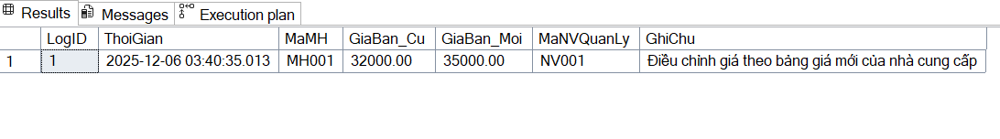 Results Messages Execution plan
LogID ThoiGian MaMH GiaBan_Cu GiaBan_Moi MaNVQuanLy GhiChu
1 1 2025-12-06 03:40:35.013 MH001 32000.00 35000.00 NV001 Điều chỉnh giá theo bảng giá mới của nhà cung cấp